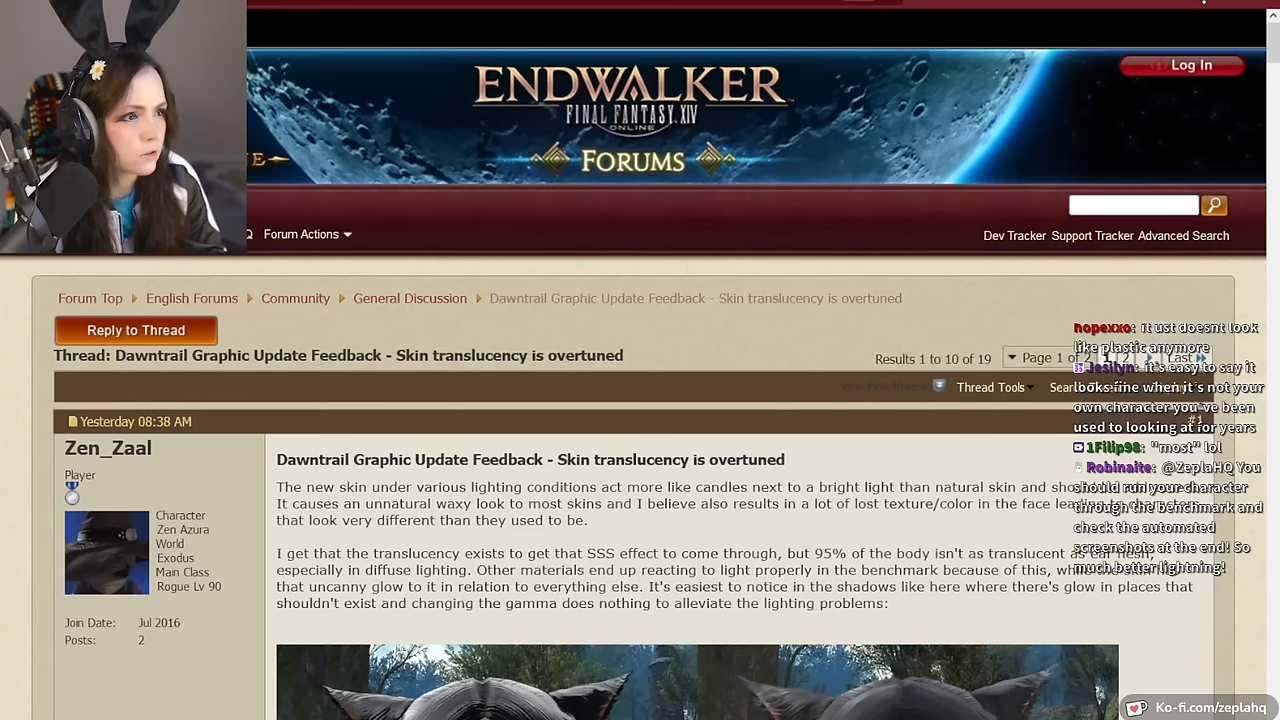 ENDWALKER
FINAL FANTASY XIV
ONLINE
FORUMS
Log In
Forum Actions
Dev Tracker Support Tracker Advanced Search
Forum Top English Forums Community General Discussion Dawntrail Graphic Update Feedback - Skin translucency is overtuned
Reply to Thread
Thread: Dawntrail Graphic Update Feedback - Skin translucency is overtuned
Results 1 to 10 of 19
Page 1 of 2 1 2 Last
View First Unread Thread Tools
Yesterday 08:38 AM
#1
Zen_Zaal
Player
Character
Zen Azura
World
Exodus
Main Class
Rogue Lv 90
Join Date: Jul 2016
Posts: 2
Dawntrail Graphic Update Feedback - Skin translucency is overtuned
The new skin under various lighting conditions act more like candles next to a bright light than natural skin and
It causes an unnatural waxy look to most skins and I believe also results in a lot of lost texture/color in the face
that look very different than they used to be.
I get that the translucency exists to get that SSS effect to come through, but 95% of the body isn't as translucent
especially in diffuse lighting. Other materials end up reacting to light properly in the benchmark because of this,
that uncanny glow to it in relation to everything else. It's easiest to notice in the shadows like here where there's glow in places that
shouldn't exist and changing the gamma does nothing to alleviate the lighting problems:
hopexxo: it ust doesnt look
like plastic anymore
Jesilyn: it's easy to say it
looks fine when it's not your
own character you've been
used to looking at for years
1Filip98: "most" lol
Robinaite: @ZeplaHQ You
should run your character
through the benchmark and
check the automated
screenshots at the end! So
much better lightning!
Ko-fi.com/zeplahq